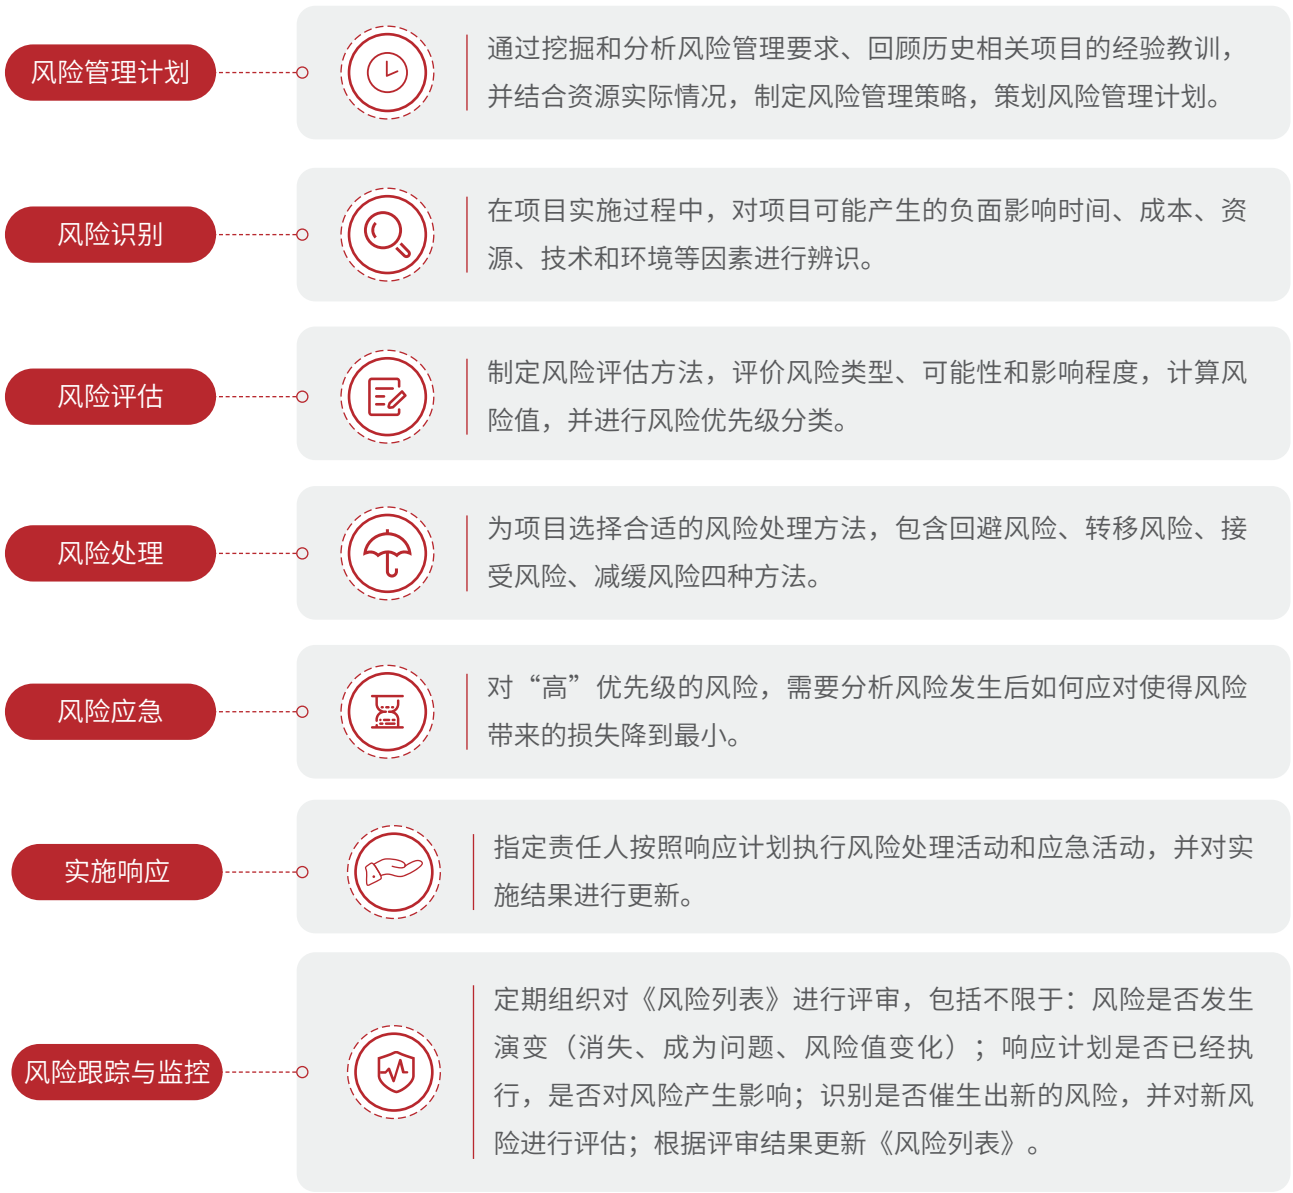 风险管理计划
通过挖掘和分析风险管理要求、回顾历史相关项目的经验教训，
并结合资源实际情况，制定风险管理策略，策划风险管理计划。
风险识别
在项目实施过程中，对项目可能产生的负面影响时间、成本、资
源、技术和环境等因素进行辨识。
风险评估
制定风险评估方法，评价风险类型、可能性和影响程度，计算风
险值，并进行风险优先级分类。
风险处理
为项目选择合适的风险处理方法，包含回避风险、转移风险、接
受风险、减缓风险四种方法。
风险应急
对“高”优先级的风险，需要分析风险发生后如何应对使得风险
带来的损失降到最小。
实施响应
指定责任人按照响应计划执行风险处理活动和应急活动，并对实
施结果进行更新。
风险跟踪与监控
定期组织对《风险列表》进行评审，包括不限于：风险是否发生
演变（消失、成为问题、风险值变化）；响应计划是否已经执
行，是否对风险产生影响；识别是否催生出新的风险，并对新风
险进行评估；根据评审结果更新《风险列表》。